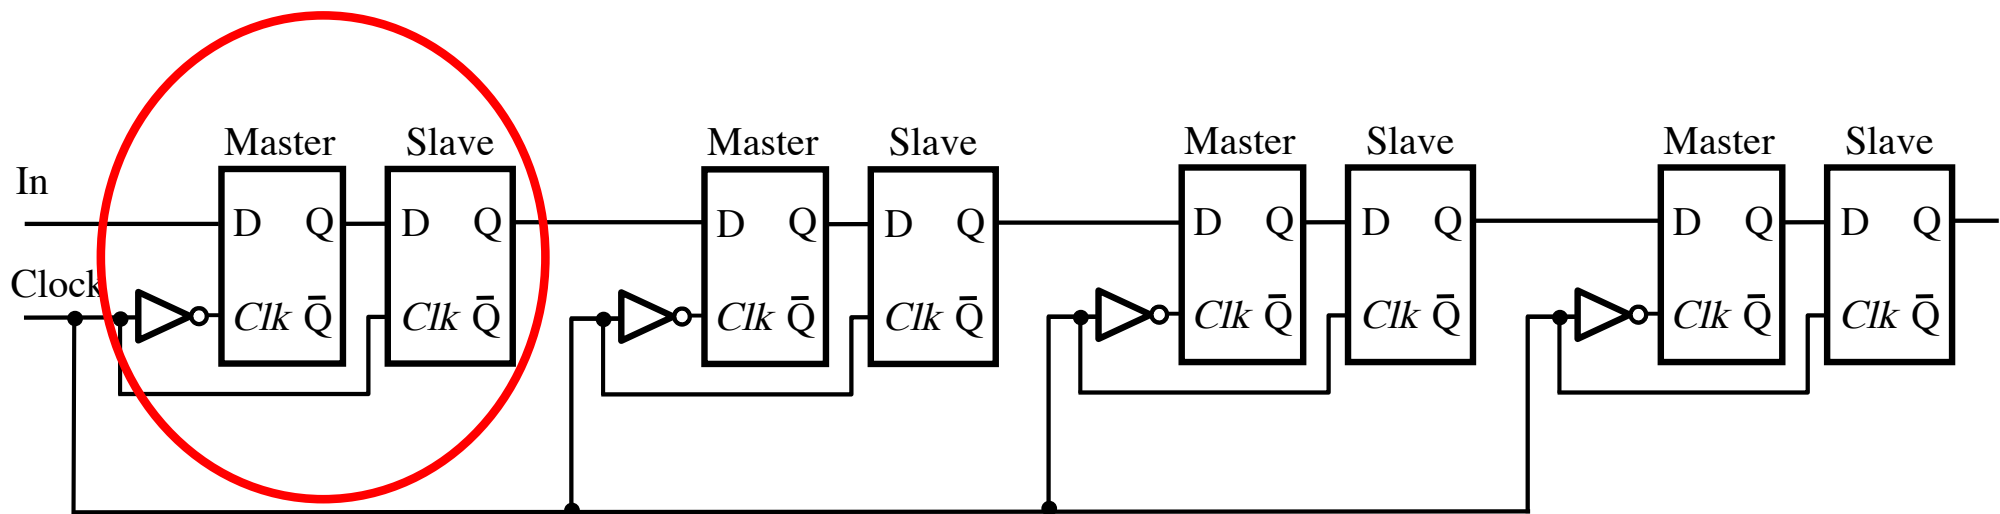 Master Slave Master Slave Master Slave Master Slave
In
D Q D Q D Q D Q D Q D Q D Q D Q
Clock
Clk Q̄ Clk Q̄ Clk Q̄ Clk Q̄ Clk Q̄ Clk Q̄ Clk Q̄ Clk Q̄